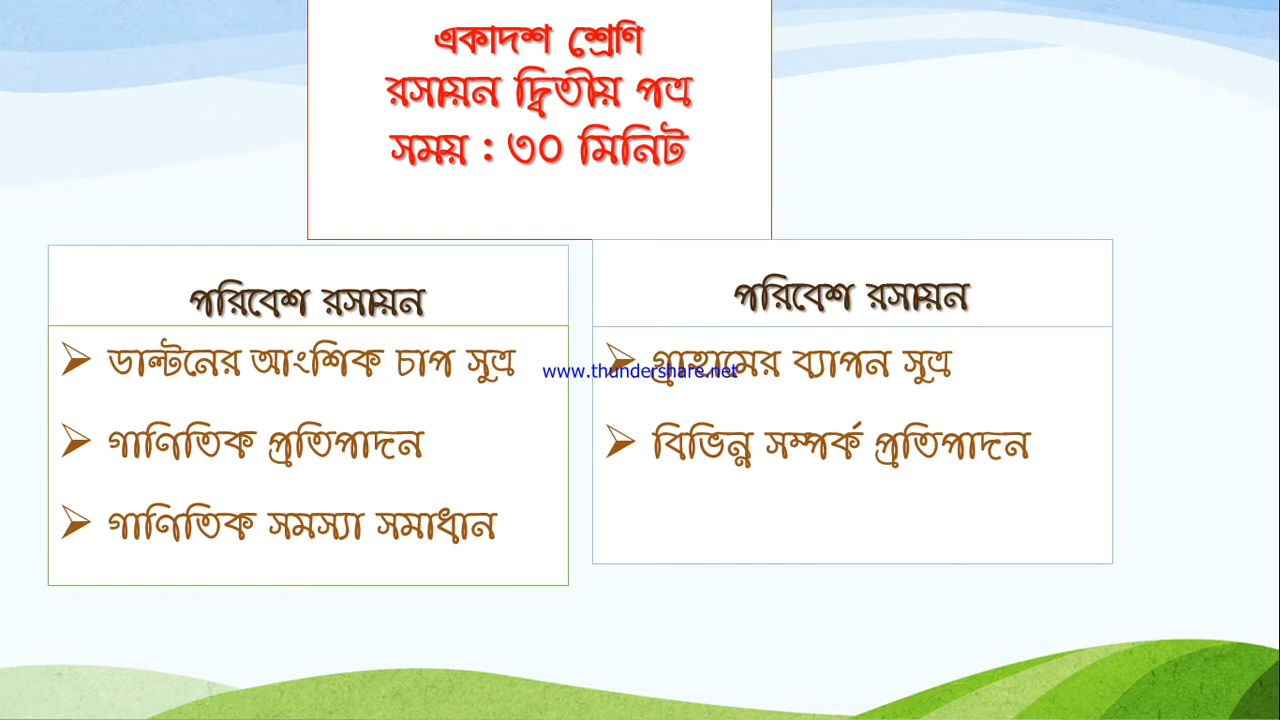 একাদশ শ্রেণি
রসায়ন দ্বিতীয় পত্র
সময় : ৩০ মিনিট
পরিবেশ রসায়ন
ডাল্টনের আংশিক চাপ সুত্র
গাণিতিক প্রতিপাদন
গাণিতিক সমস্যা সমাধান
পরিবেশ রসায়ন
গ্রাহামের ব্যাপন সুত্র
বিভিন্ন সম্পর্ক প্রতিপাদন
www.thundershare.net